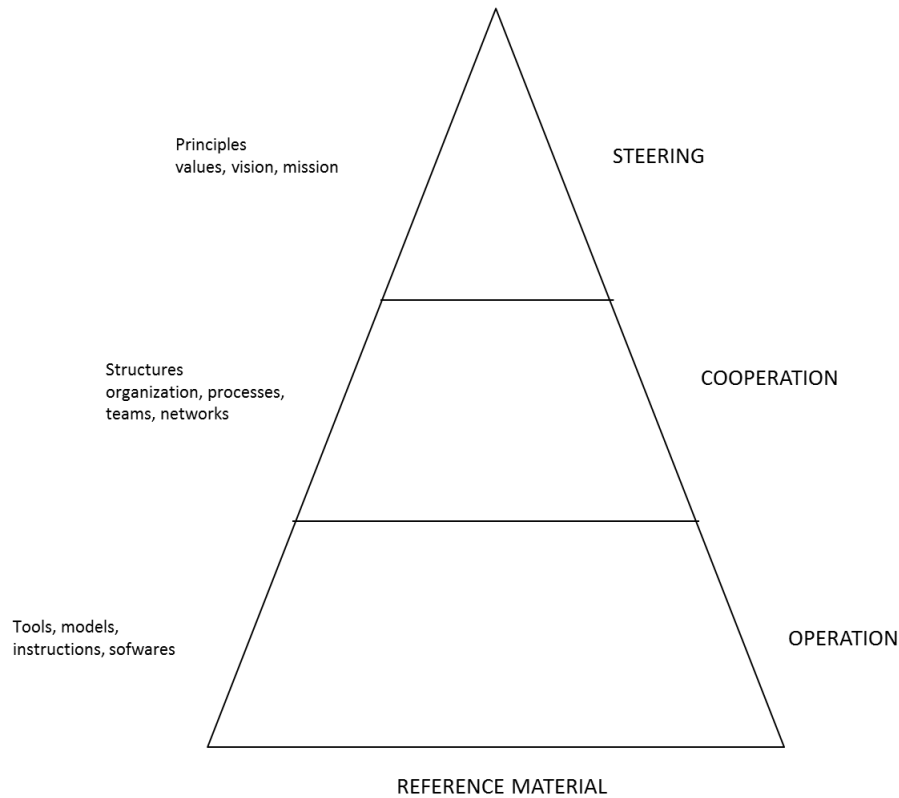 Principles
values, vision, mission
STEERING
Structures
organization, processes,
teams, networks
COOPERATION
Tools, models,
instructions, sofwares
OPERATION
REFERENCE MATERIAL